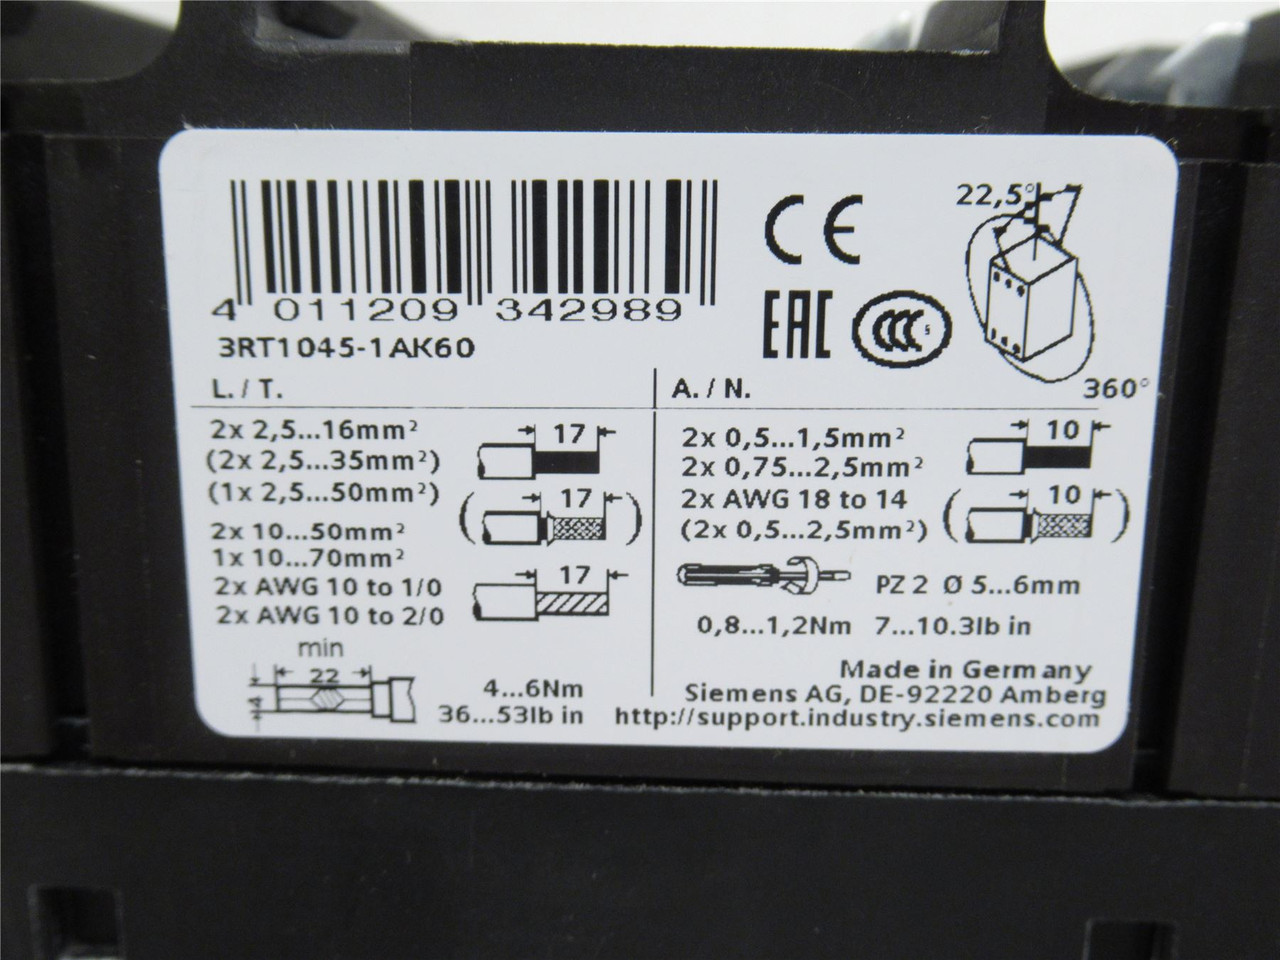 4 011209 342989
3RT1045-1AK60
CE
EAC
CCC S
22,5°
360°
L. / T.
2x 2,5...16mm²
(2x 2,5...35mm²)
(1x 2,5...50mm²)
2x 10...50mm²
1x 10...70mm²
2x AWG 10 to 1/0
2x AWG 10 to 2/0
17
( 17 )
17
min
22
4...6Nm
36...53lb in
A. / N.
2x 0,5...1,5mm²
2x 0,75...2,5mm²
2x AWG 18 to 14
(2x 0,5...2,5mm²)
10
( 10 )
PZ 2 Ø 5...6mm
0,8...1,2Nm 7...10.3lb in
Made in Germany
Siemens AG, DE-92220 Amberg
http://support.industry.siemens.com